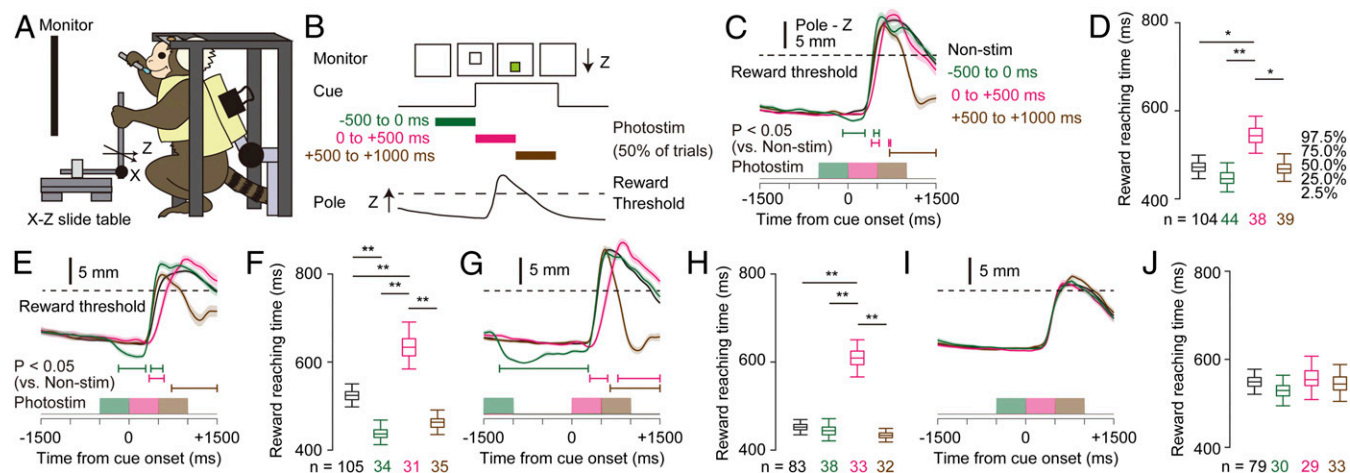 A
Monitor
Z
X
X-Z slide table
B
Monitor
Z
Cue
-500 to 0 ms
0 to +500 ms
+500 to +1000 ms
Photostim
(50% of trials)
Pole
Z
Reward
Threshold
C
Pole - Z
5 mm
Reward threshold
Non-stim
-500 to 0 ms
0 to +500 ms
+500 to +1000 ms
P < 0.05
(vs. Non-stim)
Photostim
-1500 0 +1500
Time from cue onset (ms)
D
Reward reaching time (ms)
800
600
400
*
**
*
97.5%
75.0%
50.0%
25.0%
2.5%
n = 104 44 38 39
E
5 mm
Reward threshold
P < 0.05
(vs. Non-stim)
Photostim
-1500 0 +1500
Time from cue onset (ms)
F
Reward reaching time (ms)
800
600
400
**
**
**
**
n = 105 34 31 35
G
5 mm
-1500 0 +1500
Time from cue onset (ms)
H
Reward reaching time (ms)
800
600
400
**
**
**
n = 83 38 33 32
I
5 mm
-1500 0 +1500
Time from cue onset (ms)
J
Reward reaching time (ms)
800
600
400
n = 79 30 29 33